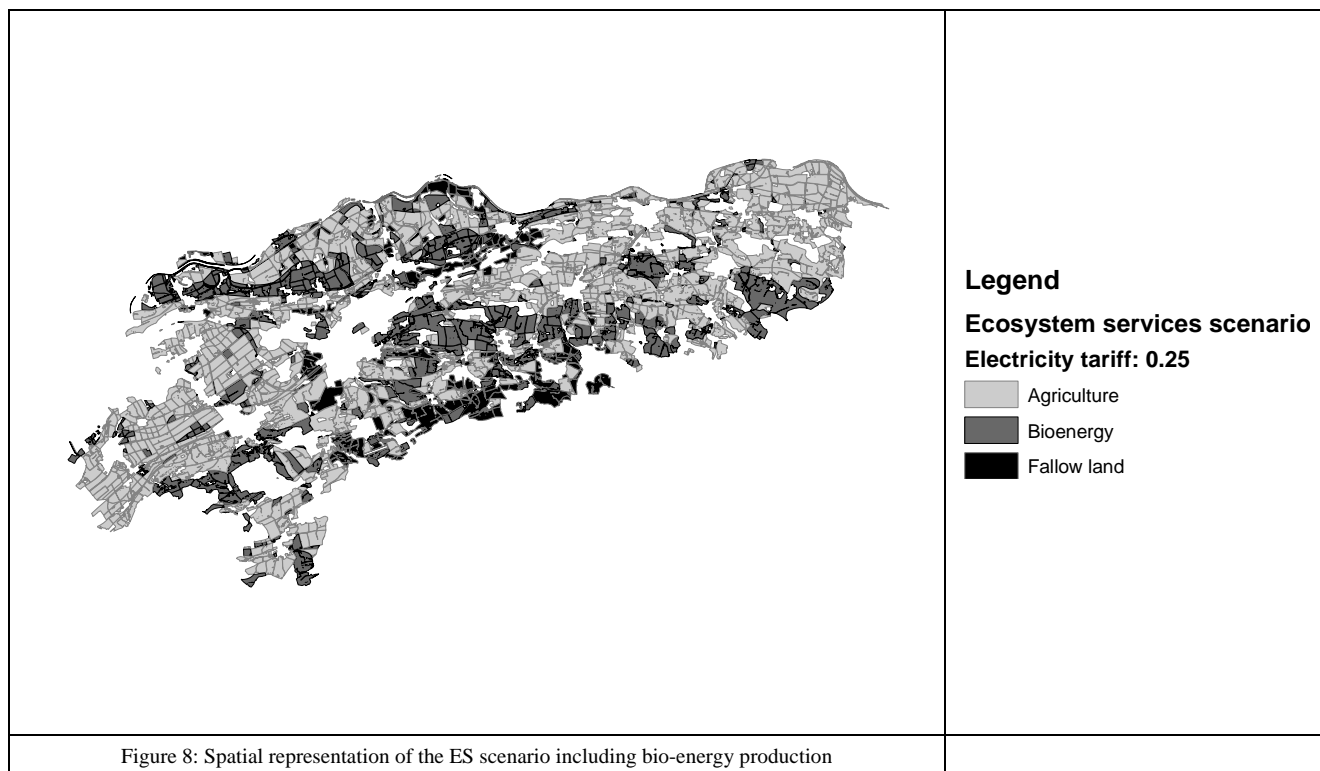 Legend
Ecosystem services scenario
Electricity tariff: 0.25
Agriculture
Bioenergy
Fallow land
Figure 8: Spatial representation of the ES scenario including bio-energy production